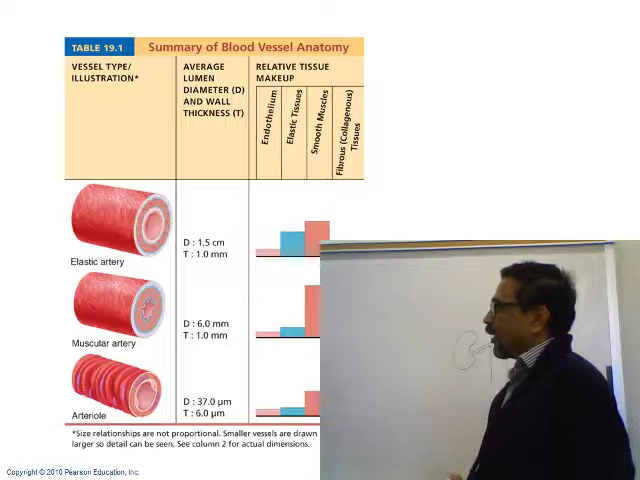 TABLE 19.1 Summary of Blood Vessel Anatomy
VESSEL TYPE/
ILLUSTRATION*
AVERAGE
LUMEN
DIAMETER (D)
AND WALL
THICKNESS (T)
RELATIVE TISSUE
MAKEUP
Endothelium
Elastic Tissues
Smooth Muscles
Fibrous (Collagenous)
Tissues
Elastic artery
D : 1.5 cm
T : 1.0 mm
Muscular artery
D : 6.0 mm
T : 1.0 mm
Arteriole
D : 37.0 µm
T : 6.0 µm
*Size relationships are not proportional. Smaller vessels are drawn
larger so detail can be seen. See column 2 for actual dimensions.
Copyright © 2010 Pearson Education, Inc.